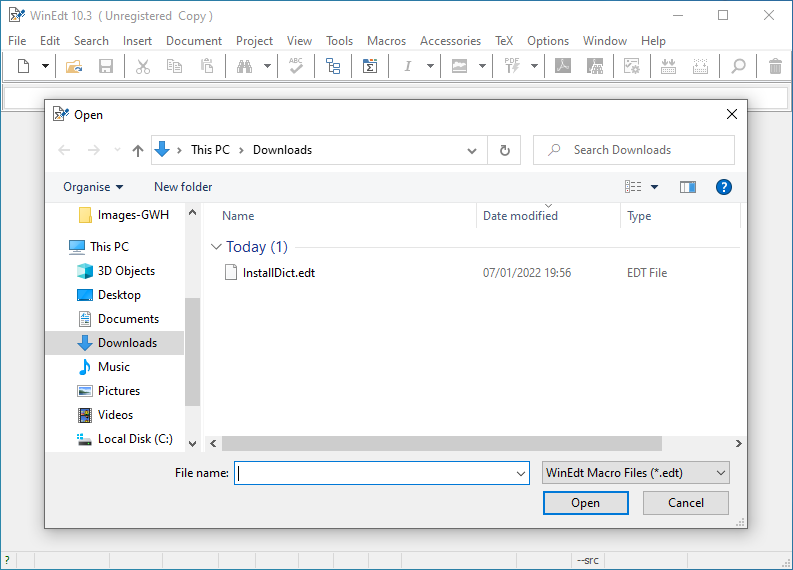 WinEdt 10.3 ( Unregistered Copy )
File Edit Search Insert Document Project View Tools Macros Accessories TeX Options Window Help
ABC I PDF
Open
This PC Downloads Search Downloads
Organise New folder ?
Images-GWH
This PC
3D Objects
Desktop
Documents
Downloads
Music
Pictures
Videos
Local Disk (C:)
Name Date modified Type
Today (1)
InstallDict.edt 07/01/2022 19:56 EDT File
File name: WinEdt Macro Files (*.edt)
Open Cancel
? --src